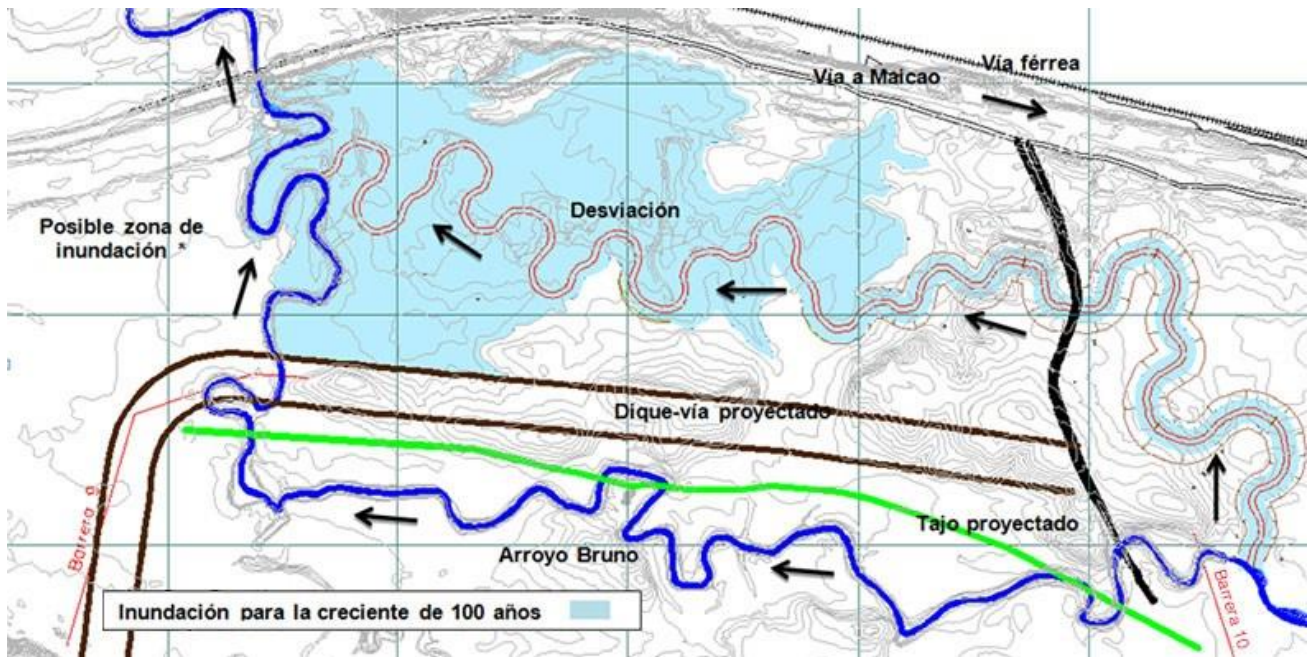 Vía férrea
Vía a Maicao
Desviación
Posible zona de
inundación *
Dique-vía proyectado
Barrera 9
Tajo proyectado
Arroyo Bruno
Barrera 10
Inundación para la creciente de 100 años